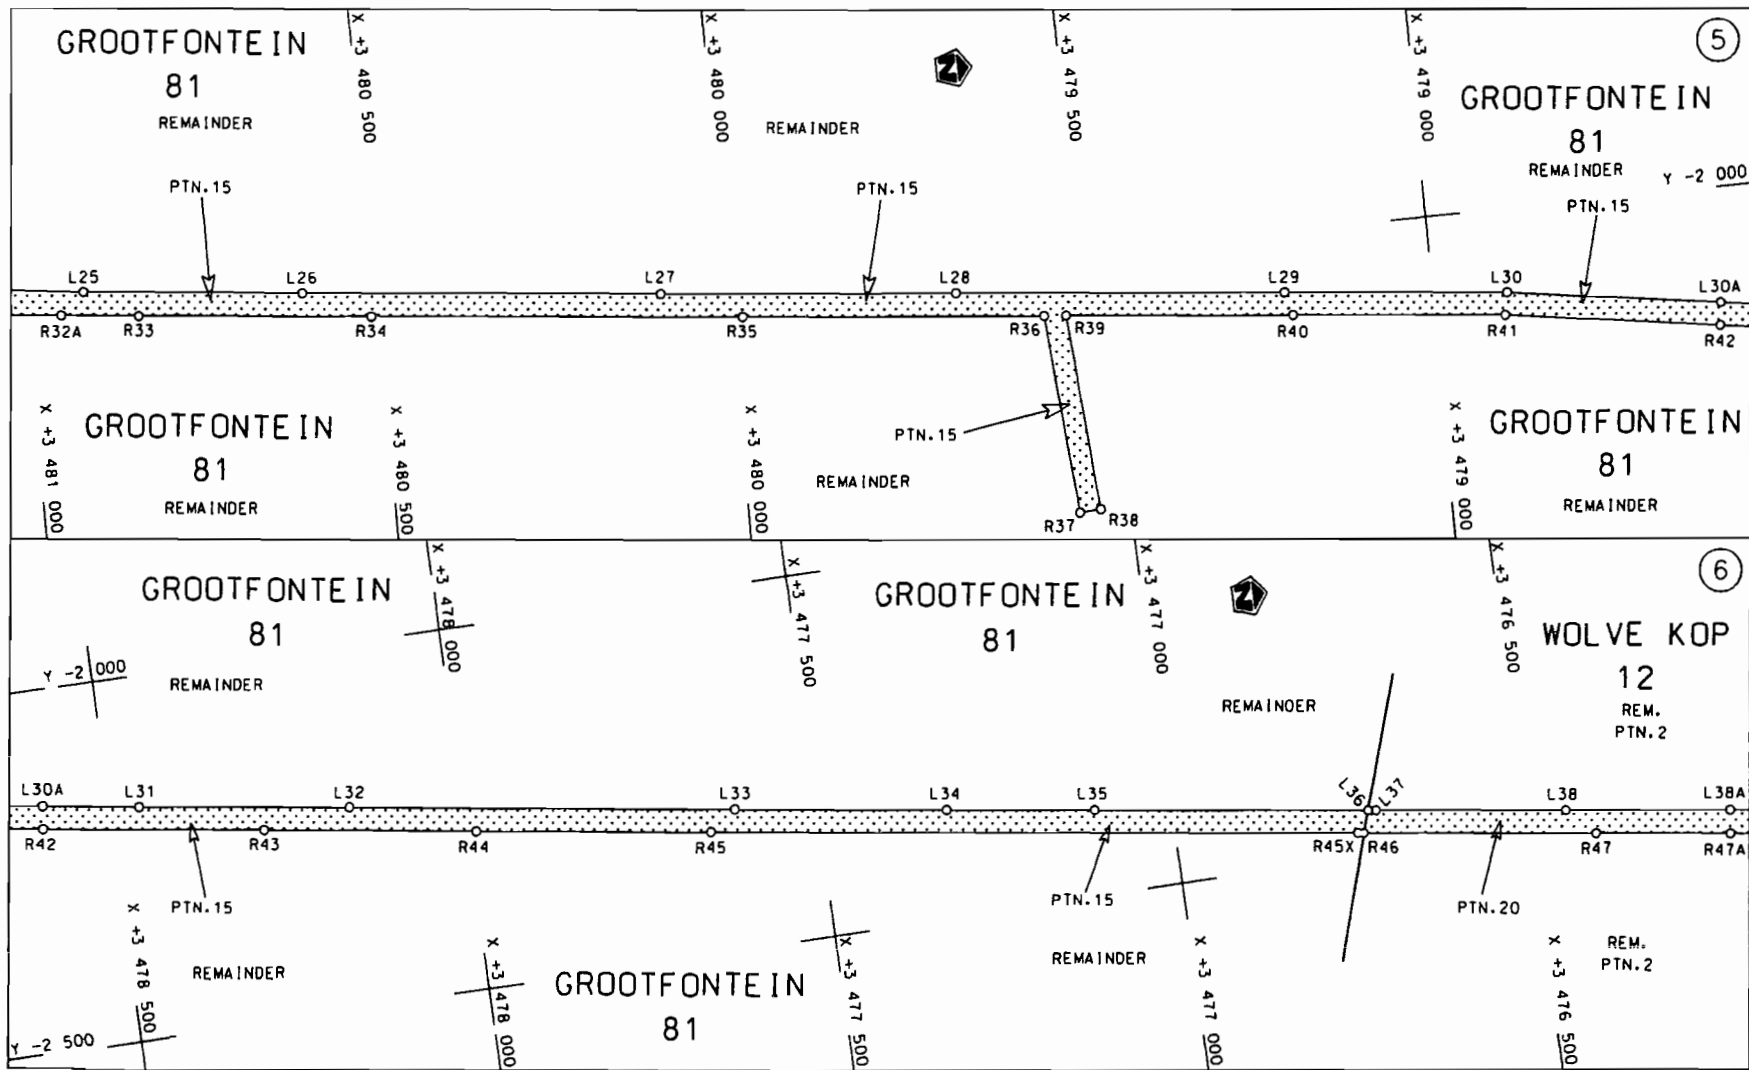 X +3 480 500
X +3 480 000
X +3 479 500
X +3 479 000
5
GROOTFONTEIN
81
REMAINDER
N
REMAINDER
GROOTFONTEIN
81
REMAINDER
Y -2 000
PTN.15
PTN.15
PTN.15
L25
L26
L27
L28
L29
L30
L30A
R32A
R33
R34
R35
R36
R39
R40
R41
R42
X +3 481 000
GROOTFONTEIN
81
REMAINDER
X +3 480 500
X +3 480 000
PTN.15
REMAINDER
R37
R38
X +3 479 000
GROOTFONTEIN
81
REMAINDER
X +3 478 000
X +3 477 500
X +3 477 000
X +3 476 500
6
GROOTFONTEIN
81
REMAINDER
Y -2 000
GROOTFONTEIN
81
N
REMAINOER
WOLVE KOP
12
REM.
PTN.2
L30A
L31
L32
L33
L34
L35
L36
L37
L38
L38A
R42
R43
R44
R45
R45X
R46
R47
R47A
PTN.15
PTN.15
PTN.20
X +3 478 500
REMAINDER
X +3 478 000
GROOTFONTEIN
81
X +3 477 500
REMAINDER
X +3 477 000
X +3 476 500
REM.
PTN.2
Y -2 500